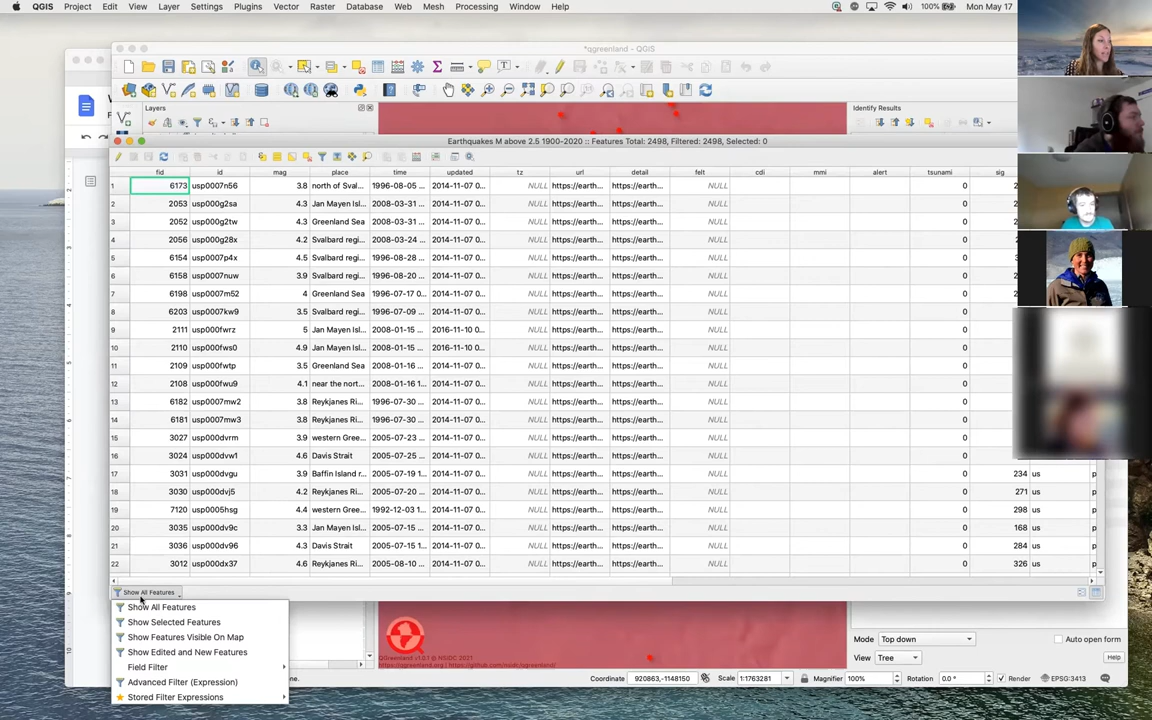 QGIS Project Edit View Layer Settings Plugins Vector Raster Database Web Mesh Processing Window Help 100% Mon May 17
*qgreenland - QGIS
Layers
Identify Results
Earthquakes M above 2.5 1900-2020 :: Features Total: 2498, Filtered: 2498, Selected: 0
fid id mag place time updated tz url detail felt cdi mmi alert tsunami sig
1 6173 usp0007n56 3.8 north of Sval... 1996-08-05 ... 2014-11-07 0... NULL https://earth... https://earth... NULL 0 2
2 2053 usp000g2sa 4.3 Jan Mayen Isl... 2008-03-31 ... 2014-11-07 0... NULL https://earth... https://earth... NULL 0
3 2052 usp000g2tw 4.3 Greenland Sea 2008-03-31 ... 2014-11-07 0... NULL https://earth... https://earth... NULL 0
4 2056 usp000g28x 4.2 Svalbard regi... 2008-03-24 ... 2014-11-07 0... NULL https://earth... https://earth... NULL 0
5 6154 usp0007p4x 4.5 Svalbard regi... 1996-08-28 ... 2014-11-07 0... NULL https://earth... https://earth... NULL 0
6 6158 usp0007nuw 3.9 Svalbard regi... 1996-08-20 ... 2014-11-07 0... NULL https://earth... https://earth... NULL 0
7 6198 usp0007m52 4 Greenland Sea 1996-07-17 0... 2014-11-07 0... NULL https://earth... https://earth... NULL 0
8 6203 usp0007kw9 3.5 Svalbard regi... 1996-07-09 ... 2014-11-07 0... NULL https://earth... https://earth... NULL 0
9 2111 usp000fwrz 5 Jan Mayen Isl... 2008-01-15 ... 2016-11-10 0... NULL https://earth... https://earth... NULL 0
10 2110 usp000fws0 4.9 Jan Mayen Isl... 2008-01-15 ... 2016-11-10 0... NULL https://earth... https://earth... NULL 0
11 2109 usp000fwtp 3.5 Greenland Sea 2008-01-16 ... 2014-11-07 0... NULL https://earth... https://earth... NULL 0
12 2108 usp000fwu9 4.1 near the nort... 2008-01-16 1... 2014-11-07 0... NULL https://earth... https://earth... NULL 0
13 6182 usp0007mw2 3.8 Reykjanes Ri... 1996-07-30 ... 2014-11-07 0... NULL https://earth... https://earth... NULL 0
14 6181 usp0007mw3 3.8 Reykjanes Ri... 1996-07-30 ... 2014-11-07 0... NULL https://earth... https://earth... NULL 0
15 3027 usp000dvrm 3.9 western Gree... 2005-07-23 ... 2014-11-07 0... NULL https://earth... https://earth... NULL 0
16 3024 usp000dvw1 4.6 Davis Strait 2005-07-25 ... 2014-11-07 0... NULL https://earth... https://earth... NULL 0
17 3031 usp000dvgu 3.9 Baffin Island r... 2005-07-19 1... 2014-11-07 0... NULL https://earth... https://earth... NULL 0 234 us
18 3030 usp000dvj5 4.2 Reykjanes Ri... 2005-07-20 ... 2014-11-07 0... NULL https://earth... https://earth... NULL 0 271 us
19 7120 usp0005hsg 4.4 western Gree... 1992-12-03 1... 2014-11-07 0... NULL https://earth... https://earth... NULL 0 298 us
20 3035 usp000dv9c 3.3 Jan Mayen Isl... 2005-07-15 ... 2014-11-07 0... NULL https://earth... https://earth... NULL 0 168 us
21 3036 usp000dv96 4.3 Davis Strait 2005-07-15 1... 2014-11-07 0... NULL https://earth... https://earth... NULL 0 284 us
22 3012 usp000dx37 4.6 Reykjanes Ri... 2005-08-10 ... 2014-11-07 0... NULL https://earth... https://earth... NULL 0 326 us
Show All Features
Show All Features
Show Selected Features
Show Features Visible On Map
Show Edited and New Features
Field Filter
Advanced Filter (Expression)
Stored Filter Expressions
QGreenland v1.0.1 © NSIDC 2021
Mode Top down Auto open form
View Tree Help
Coordinate 920863,-1148150 Scale 1:1763281 Magnifier 100% Rotation 0.0 ° Render EPSG:3413